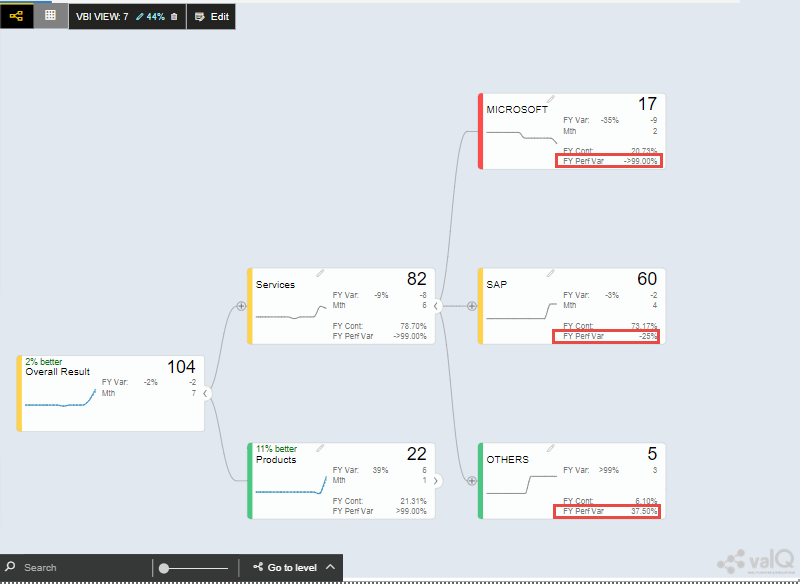 VBI VIEW: 7 44% Edit
MICROSOFT 17
FY Var: -35% -9
Mth 2
FY Cont: 20.73%
FY Perf Var ->99.00%
Services 82
FY Var: -9% -8
Mth 6
FY Cont: 78.70%
FY Perf Var ->99.00%
SAP 60
FY Var: -3% -2
Mth 4
FY Cont: 73.17%
FY Perf Var -25%
2% better
Overall Result 104
FY Var: -2% -2
Mth 7
11% better
Products 22
FY Var: 39% 6
Mth 1
FY Cont: 21.31%
FY Perf Var >99.00%
OTHERS 5
FY Var: >99% 3
FY Cont: 6.10%
FY Perf Var 37.50%
Search Go to level
valQ